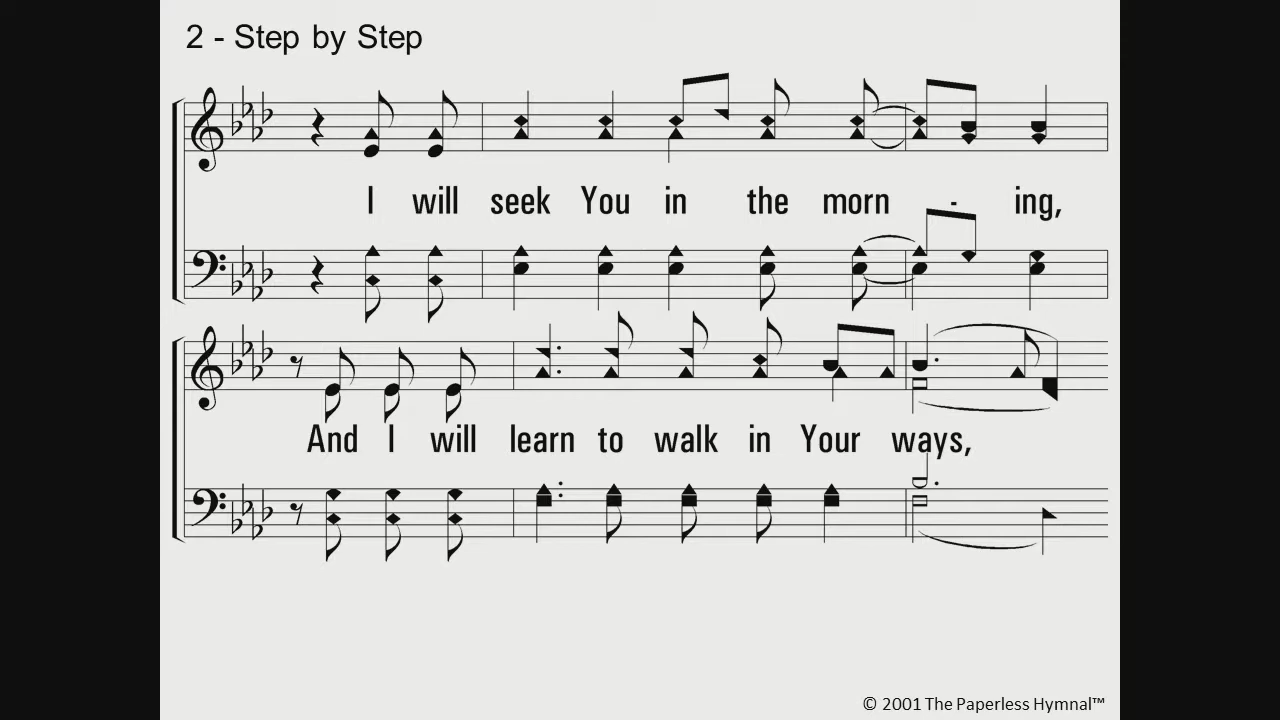 2 - Step by Step
I will seek You in the morn - ing,
And I will learn to walk in Your ways,
© 2001 The Paperless Hymnal™